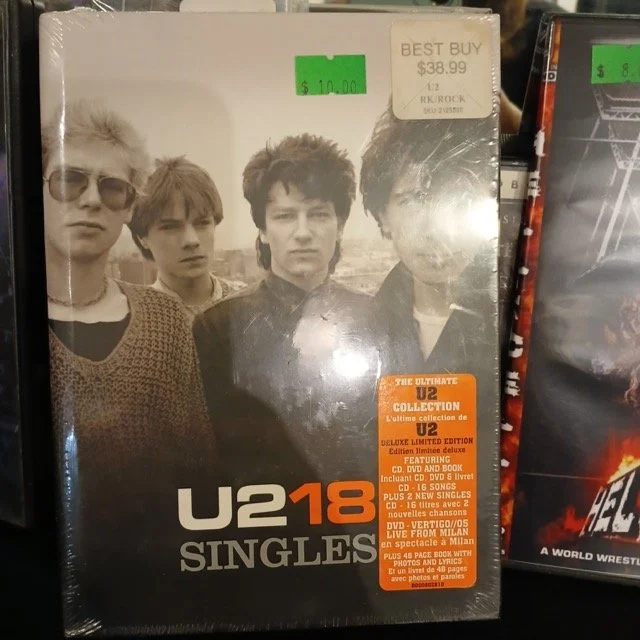 $ 10.00
BEST BUY
$38.99
U2
RK/ROCK
U218
SINGLES
THE ULTIMATE
U2
COLLECTION
L'ultime collection de
U2
DELUXE LIMITED EDITION
Edition limitée deluxe
FEATURING
CD, DVD AND BOOK
Incluant CD, DVD & livret
CD - 16 SONGS
PLUS 2 NEW SINGLES
CD - 16 titres avec 2
nouvelles chansons
DVD - VERTIGO//05
LIVE FROM MILAN
en spectacle à Milan
PLUS 48 PAGE BOOK WITH
PHOTOS AND LYRICS
Et un livret de 48 pages
avec photos et paroles
$ 8.
HEL
A WORLD WRESTL